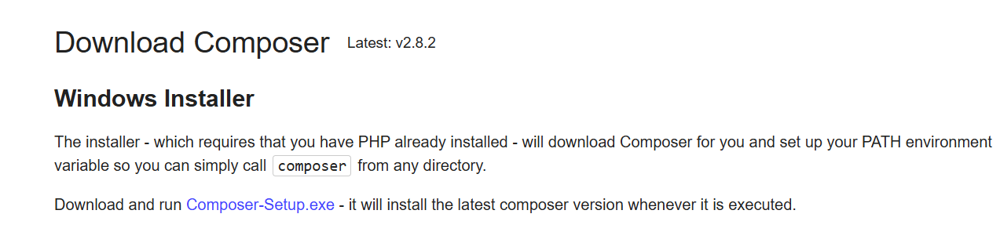 Download Composer Latest: v2.8.2
Windows Installer
The installer - which requires that you have PHP already installed - will download Composer for you and set up your PATH environment
variable so you can simply call composer from any directory.
Download and run Composer-Setup.exe - it will install the latest composer version whenever it is executed.